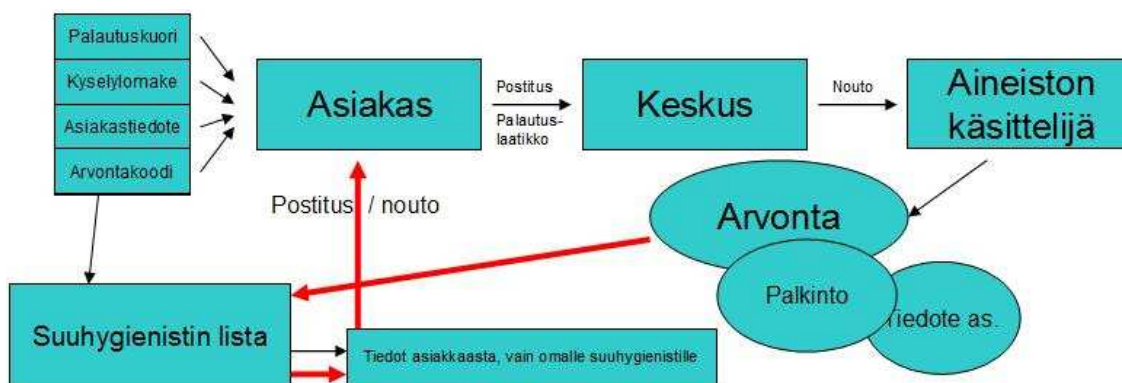 Palautuskuori
Kyselylomake
Asiakastiedote
Arvontakoodi
Asiakas
Postitus
Palautus-
laatikko
Keskus
Nouto
Aineiston
käsittelijä
Postitus / nouto
Arvonta
Palkinto
Tiedote as.
Suuhygienistin lista
Tiedot asiakkaasta, vain omalle suuhygienistille